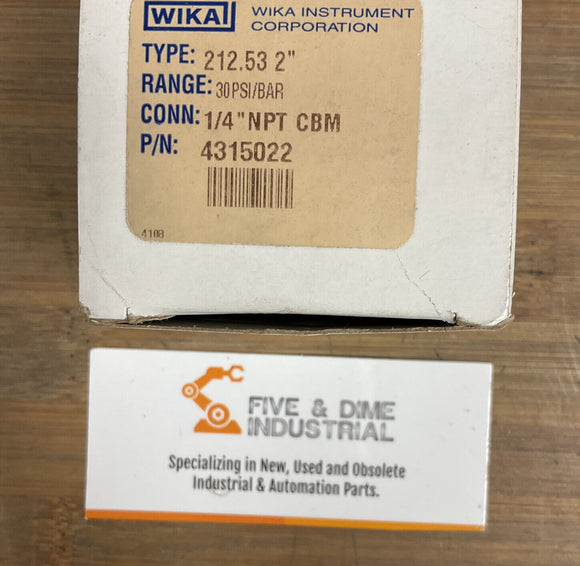 WIKA
WIKA INSTRUMENT
CORPORATION
TYPE: 212.53 2"
RANGE: 30PSI/BAR
CONN: 1/4"NPT CBM
P/N: 4315022
410B
FIVE & DIME
INDUSTRIAL
Specializing in New, Used and Obsolete
Industrial & Automation Parts.